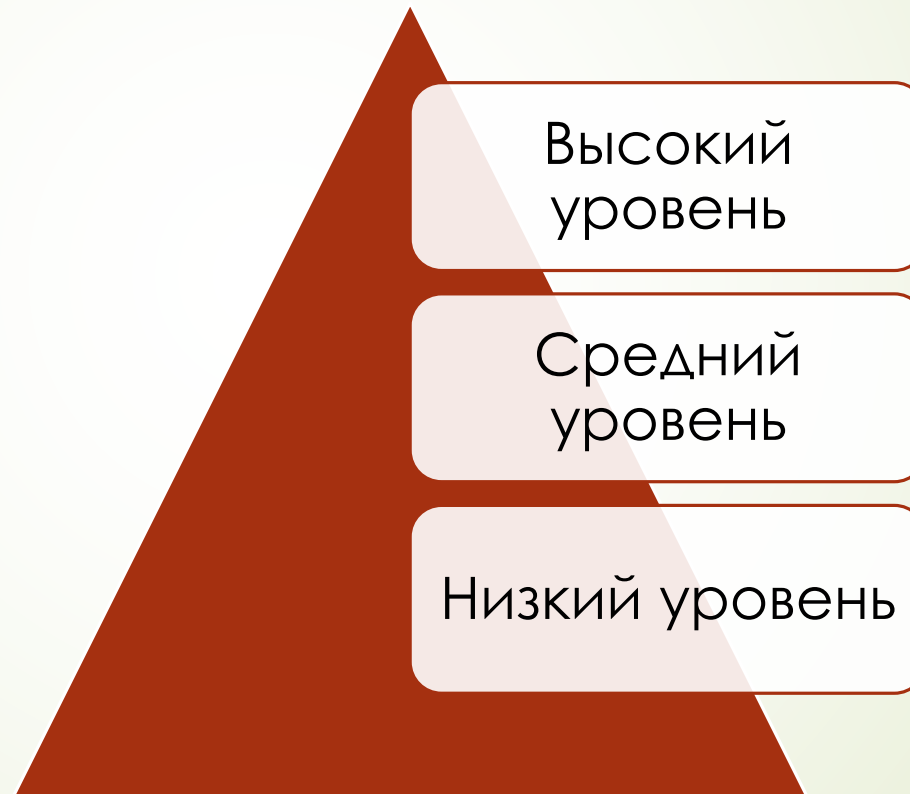 Высокий
уровень
Средний
уровень
Низкий уровень